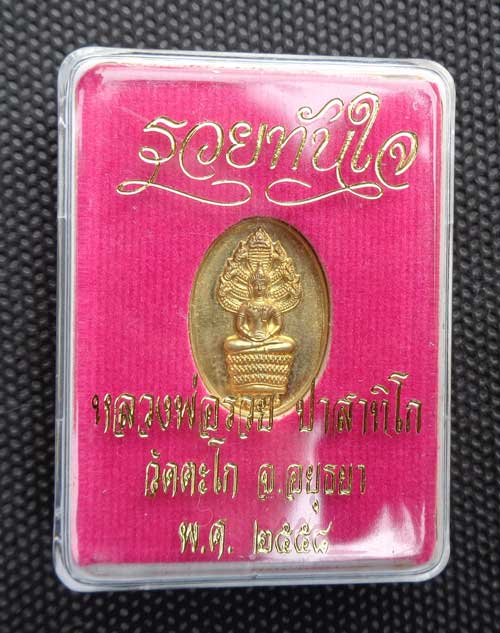 รวยทันใจ
หลวงพ่อรวย ปาสาทิโก
วัดตะโก จ.อยุธยา
พ.ศ. ๒๕๕๘